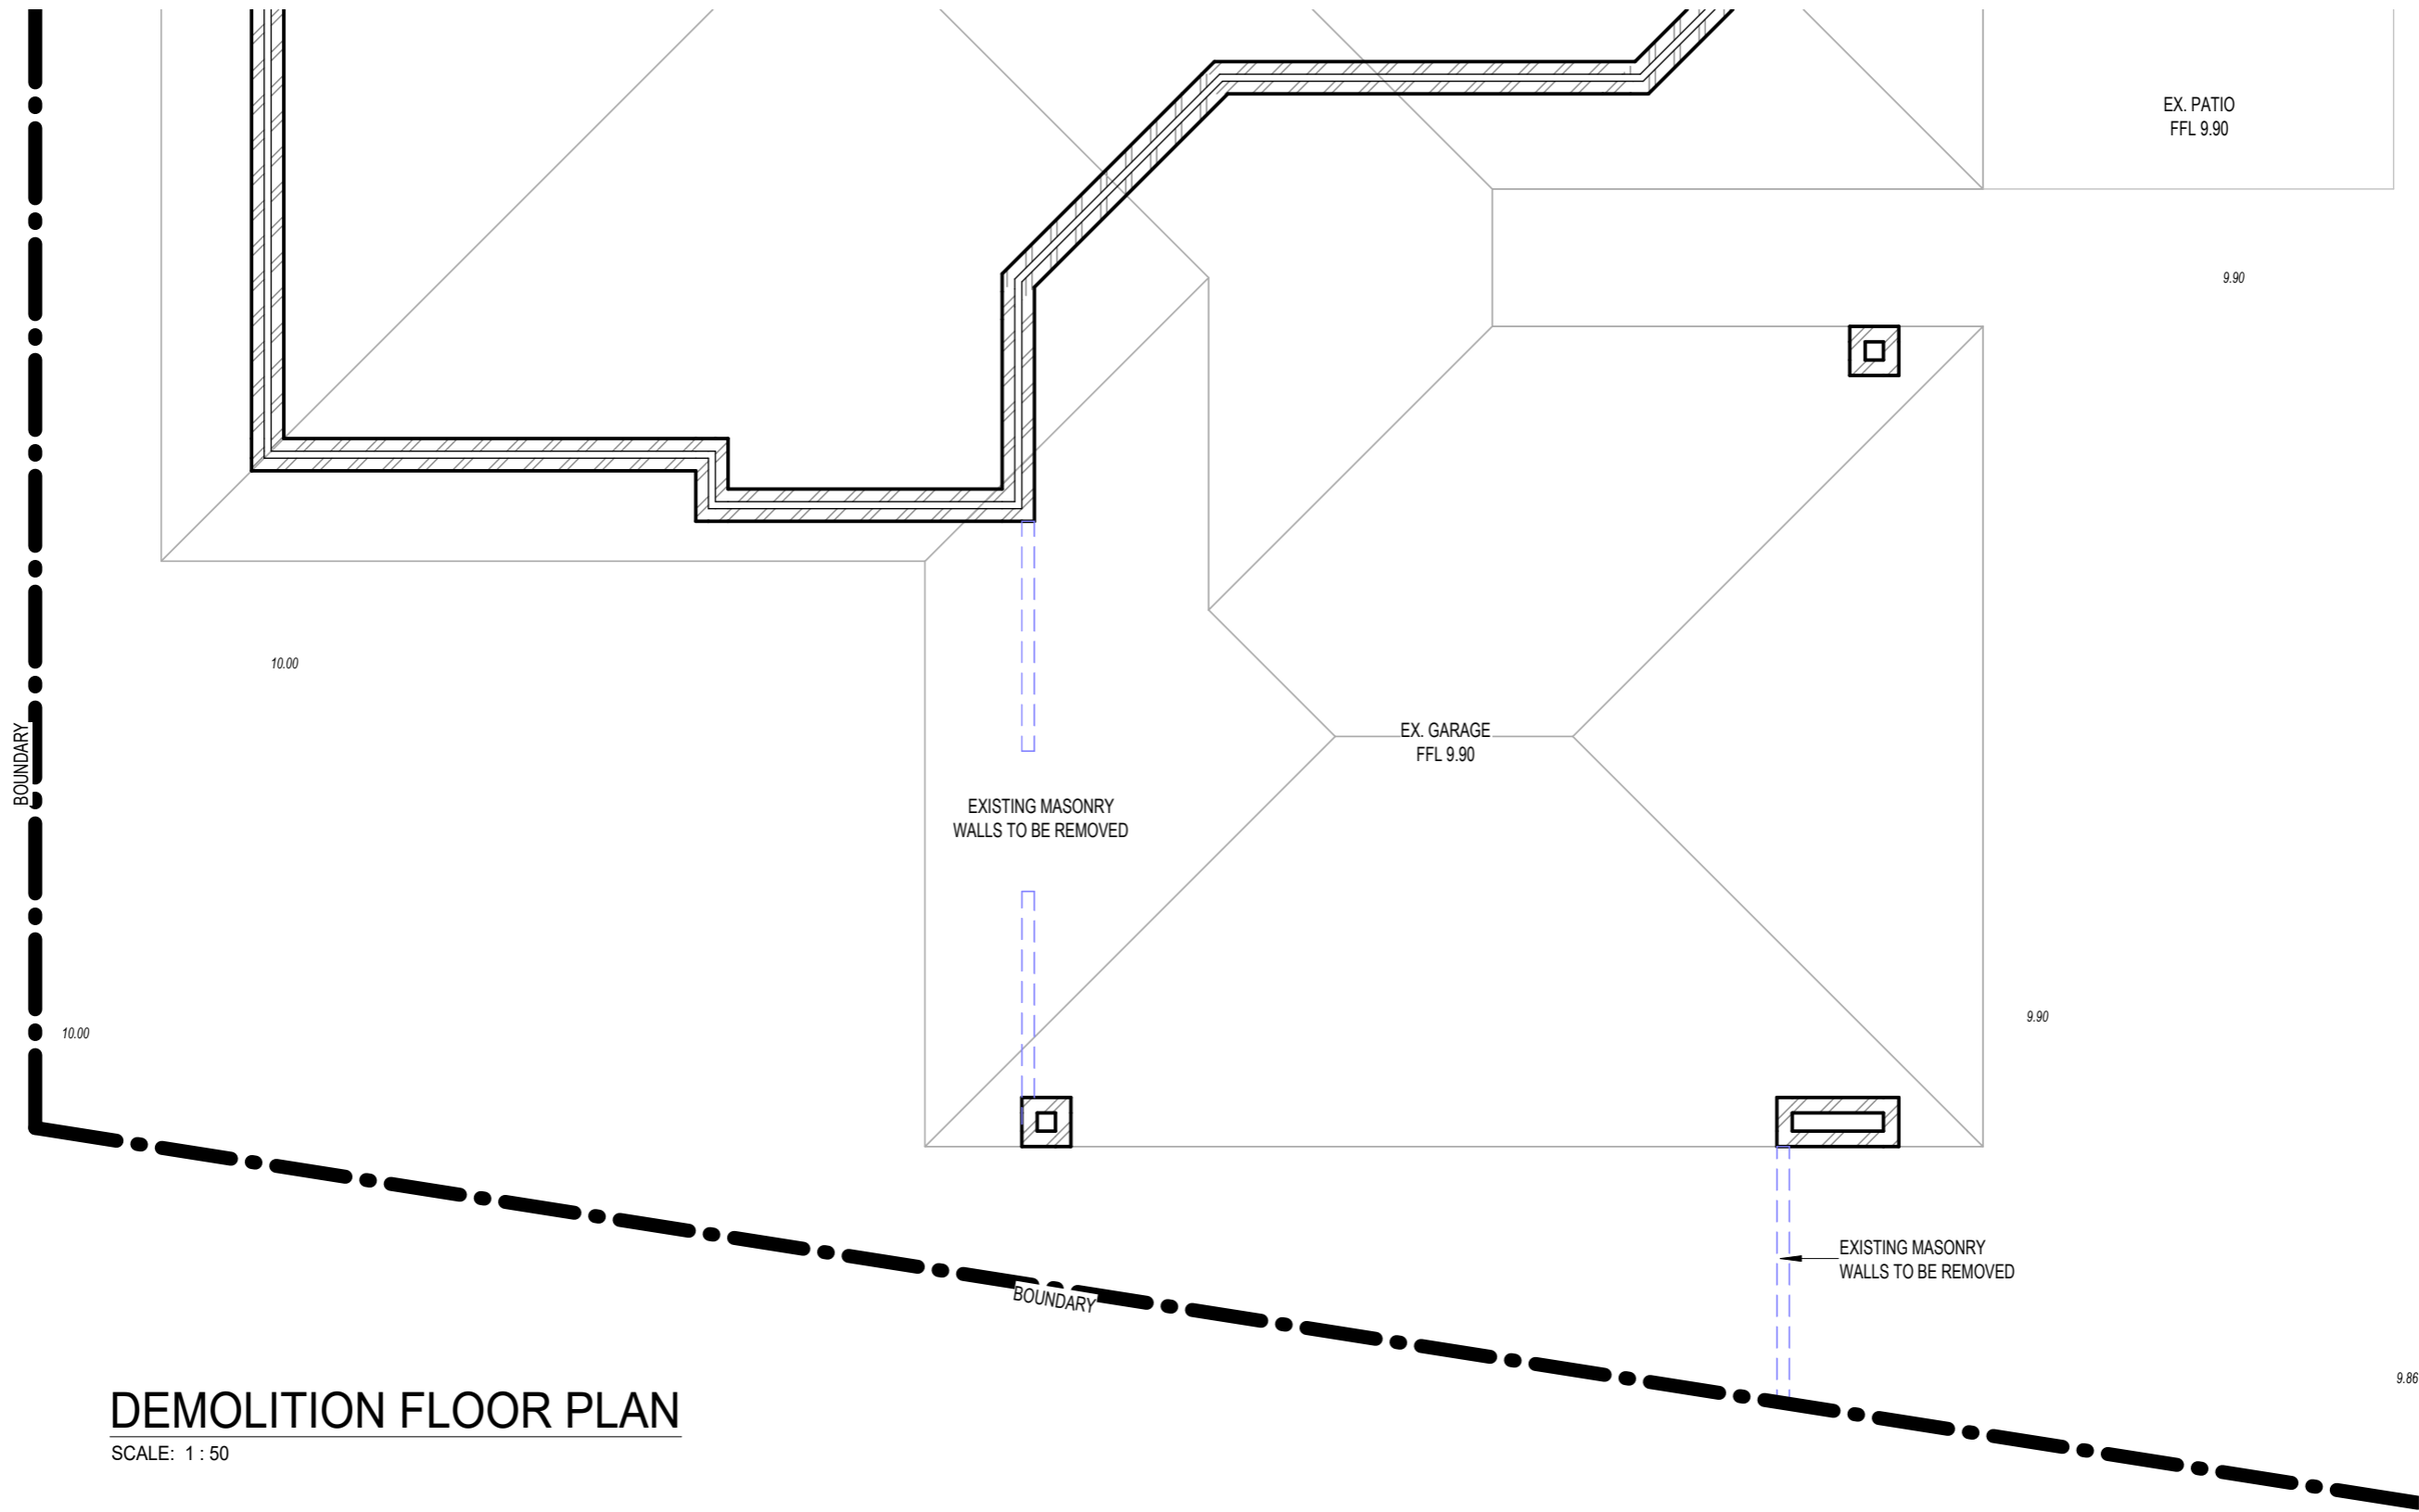 EX. PATIO
FFL 9.90
9.90
10.00
BOUNDARY
EX. GARAGE
FFL 9.90
EXISTING MASONRY
WALLS TO BE REMOVED
10.00
9.90
EXISTING MASONRY
WALLS TO BE REMOVED
BOUNDARY
9.86
DEMOLITION FLOOR PLAN
SCALE: 1 : 50